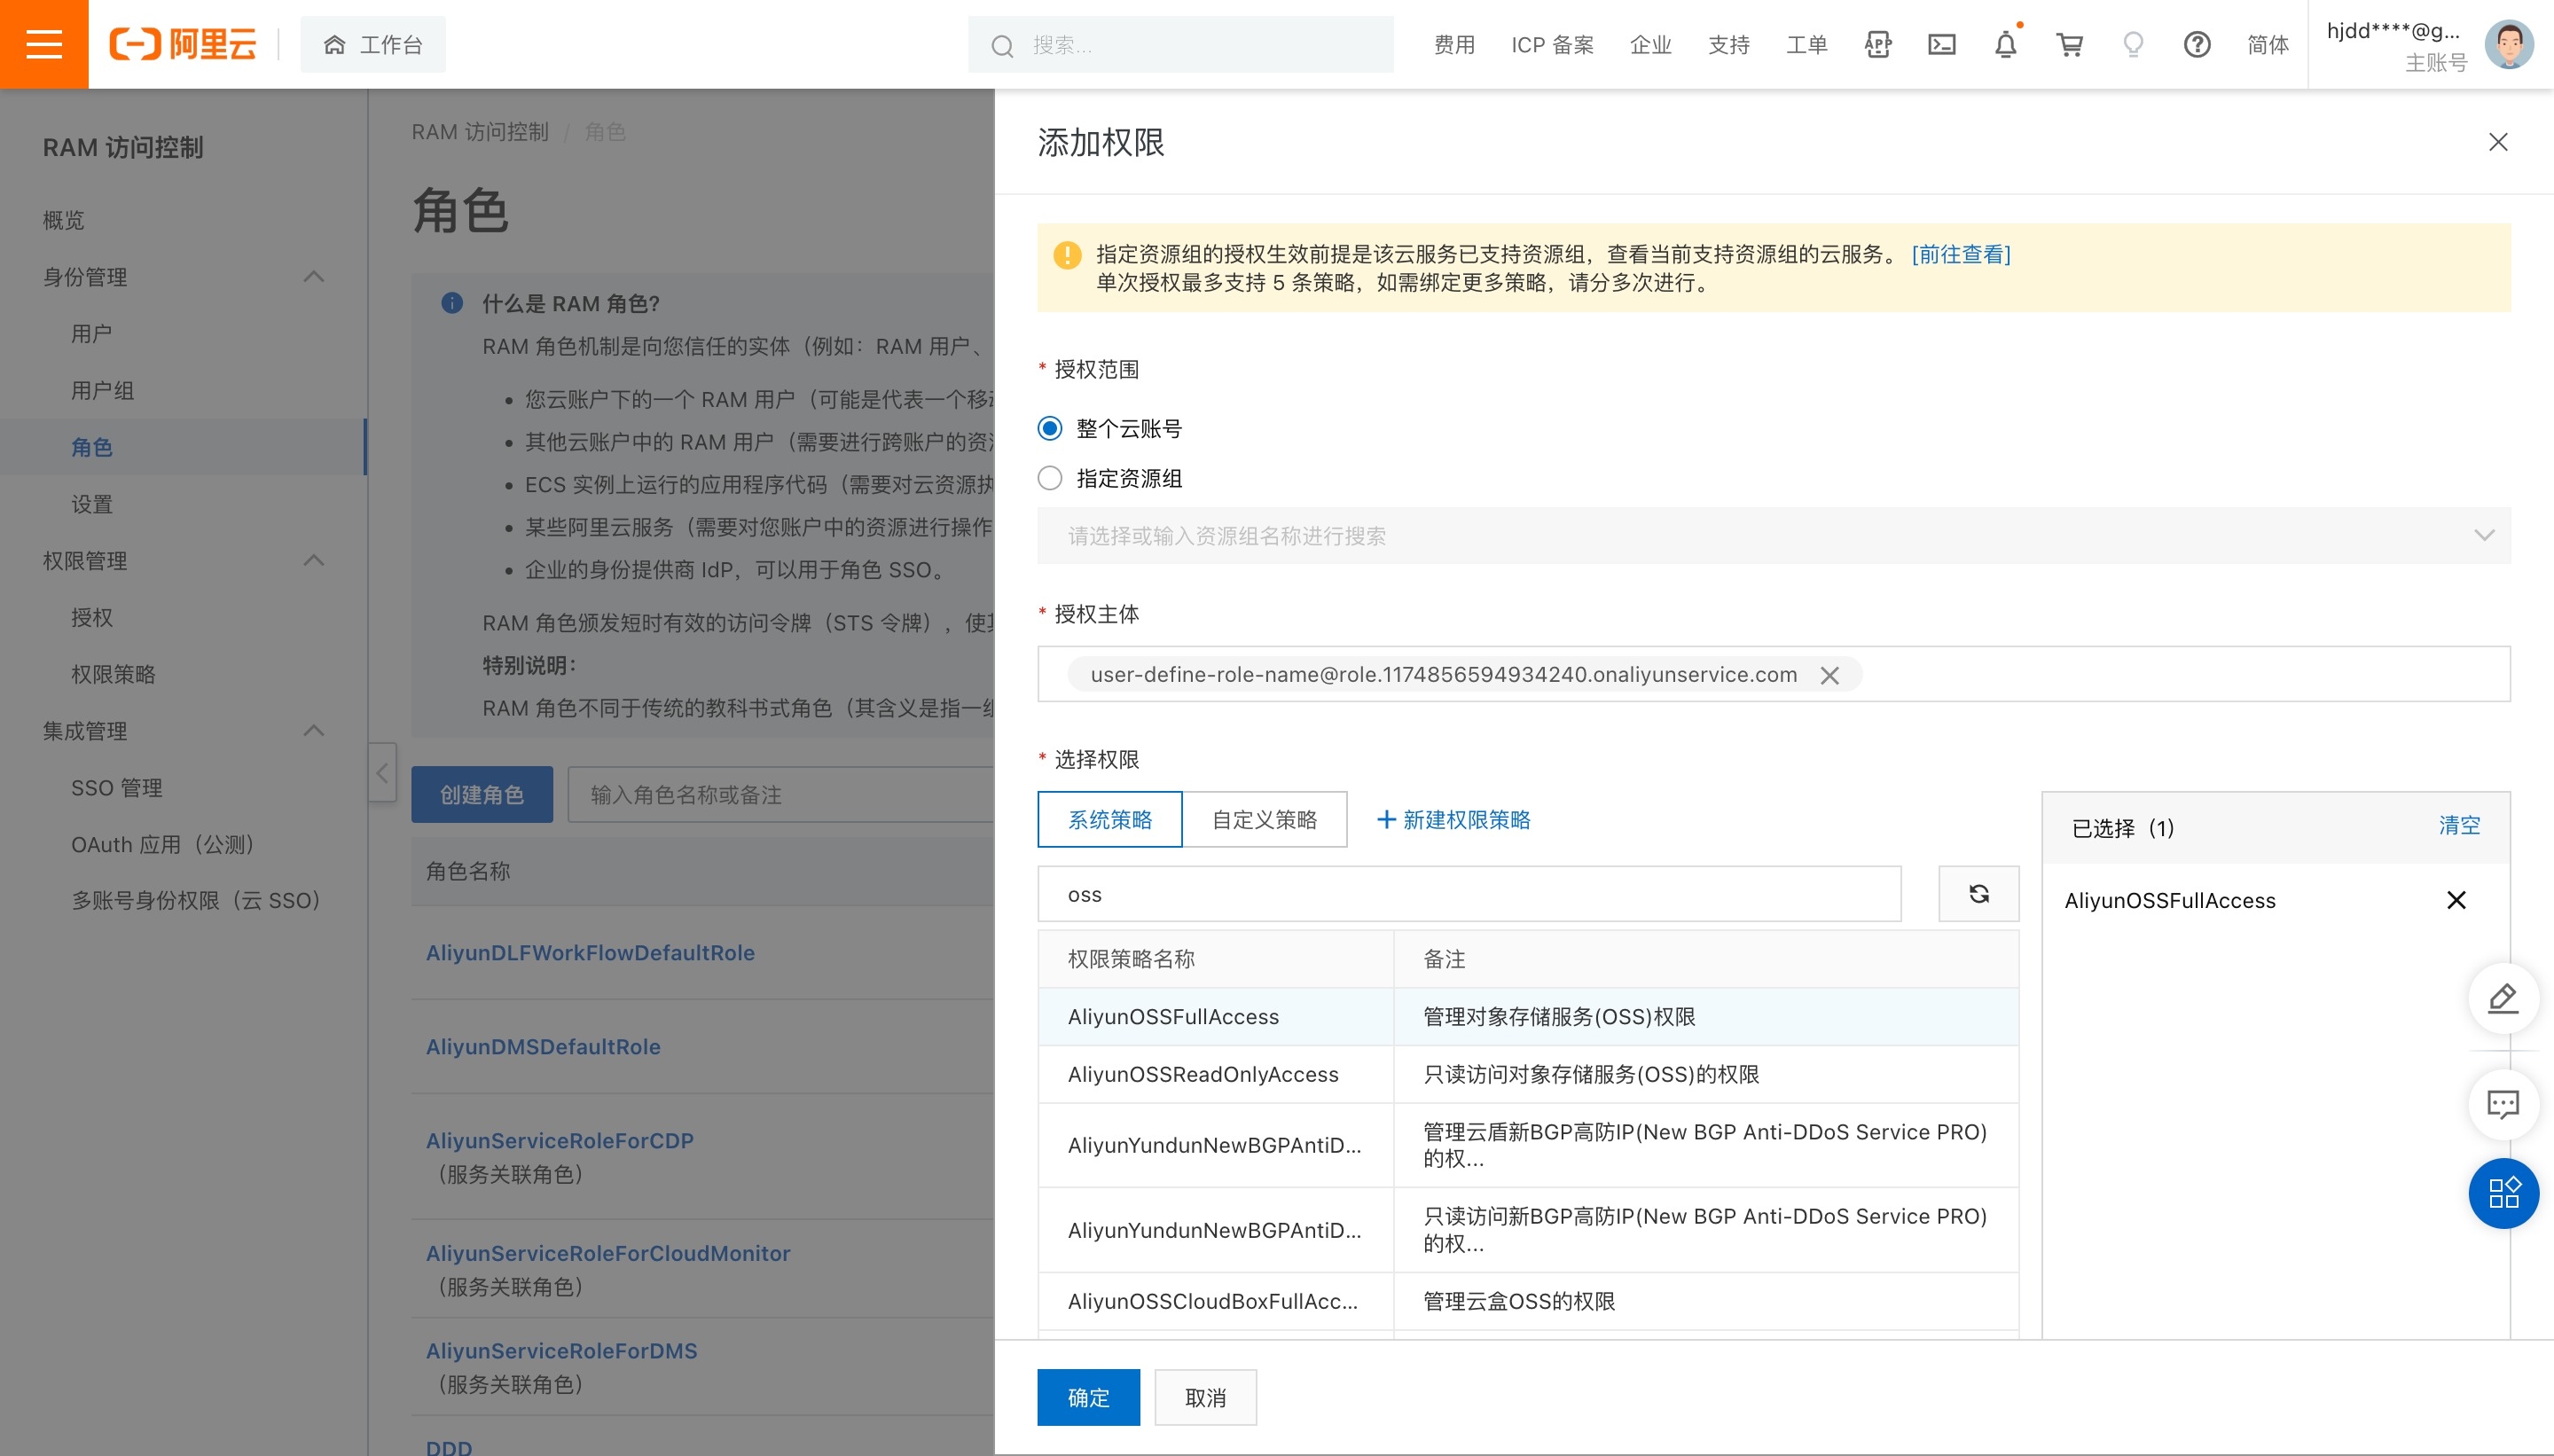 阿里云
工作台
搜索...
费用
ICP 备案
企业
支持
工单
APP
简体
hjdd****@g...
主账号
RAM 访问控制
概览
身份管理
用户
用户组
角色
设置
权限管理
授权
权限策略
集成管理
SSO 管理
OAuth 应用（公测）
多账号身份权限（云 SSO）
RAM 访问控制 / 角色
角色
什么是 RAM 角色?
RAM 角色机制是向您信任的实体（例如：RAM 用户、
您云账户下的一个 RAM 用户（可能是代表一个移
其他云账户中的 RAM 用户（需要进行跨账户的资
ECS 实例上运行的应用程序代码（需要对云资源执
某些阿里云服务（需要对您账户中的资源进行操作
企业的身份提供商 IdP，可以用于角色 SSO。
RAM 角色颁发短时有效的访问令牌（STS 令牌），使
特别说明：
RAM 角色不同于传统的教科书式角色（其含义是指一组
创建角色
输入角色名称或备注
角色名称
AliyunDLFWorkFlowDefaultRole
AliyunDMSDefaultRole
AliyunServiceRoleForCDP
（服务关联角色）
AliyunServiceRoleForCloudMonitor
（服务关联角色）
AliyunServiceRoleForDMS
（服务关联角色）
DDD
添加权限
指定资源组的授权生效前提是该云服务已支持资源组，查看当前支持资源组的云服务。 [前往查看]
单次授权最多支持 5 条策略，如需绑定更多策略，请分多次进行。
* 授权范围
整个云账号
指定资源组
请选择或输入资源组名称进行搜索
* 授权主体
user-define-role-name@role.1174856594934240.onaliyunservice.com
* 选择权限
系统策略
自定义策略
+ 新建权限策略
oss
权限策略名称
备注
AliyunOSSFullAccess
管理对象存储服务(OSS)权限
AliyunOSSReadOnlyAccess
只读访问对象存储服务(OSS)的权限
AliyunYundunNewBGPAntiD...
管理云盾新BGP高防IP(New BGP Anti-DDoS Service PRO)
的权...
AliyunYundunNewBGPAntiD...
只读访问新BGP高防IP(New BGP Anti-DDoS Service PRO)
的权...
AliyunOSSCloudBoxFullAcc...
管理云盒OSS的权限
已选择（1）
清空
AliyunOSSFullAccess
确定
取消